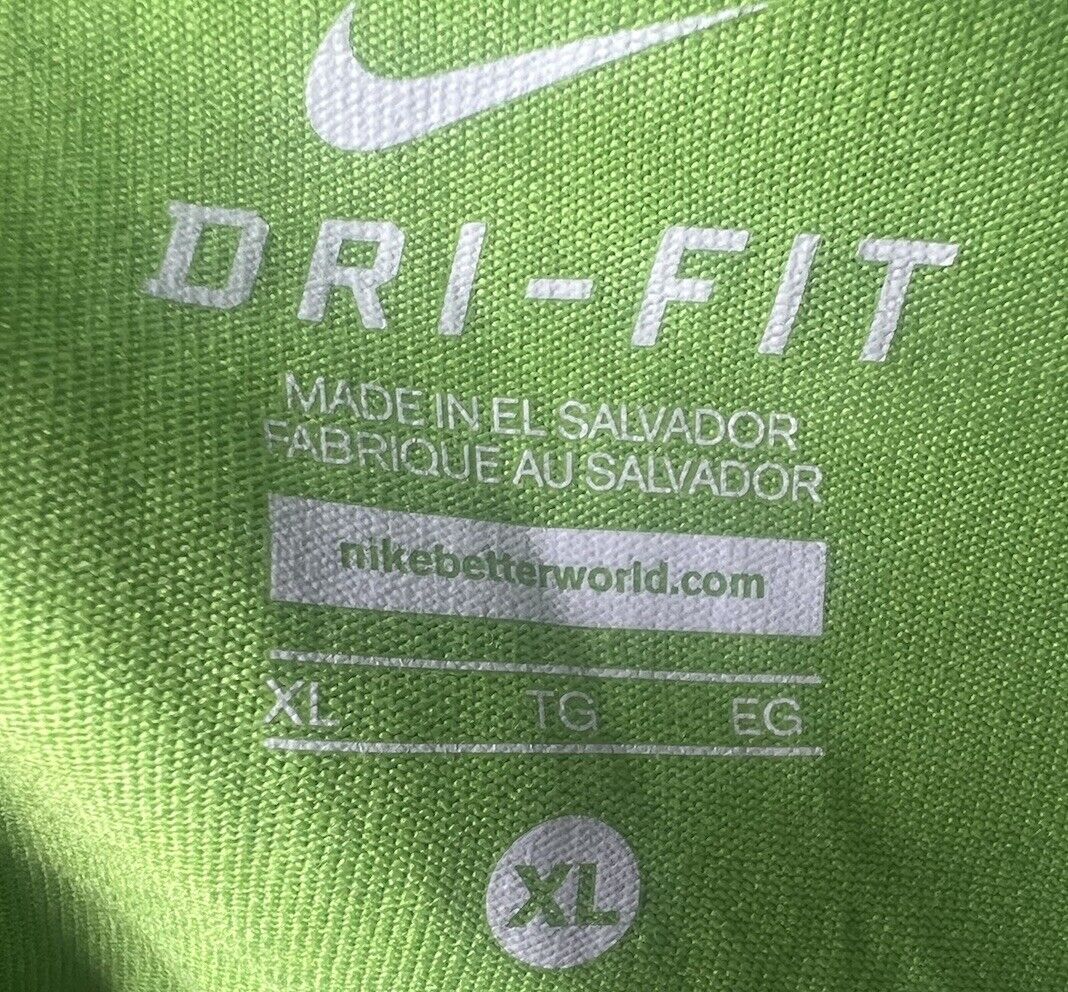 DRI-FIT
MADE IN EL SALVADOR
FABRIQUE AU SALVADOR
nikebetterworld.com
XL TG EG
XL